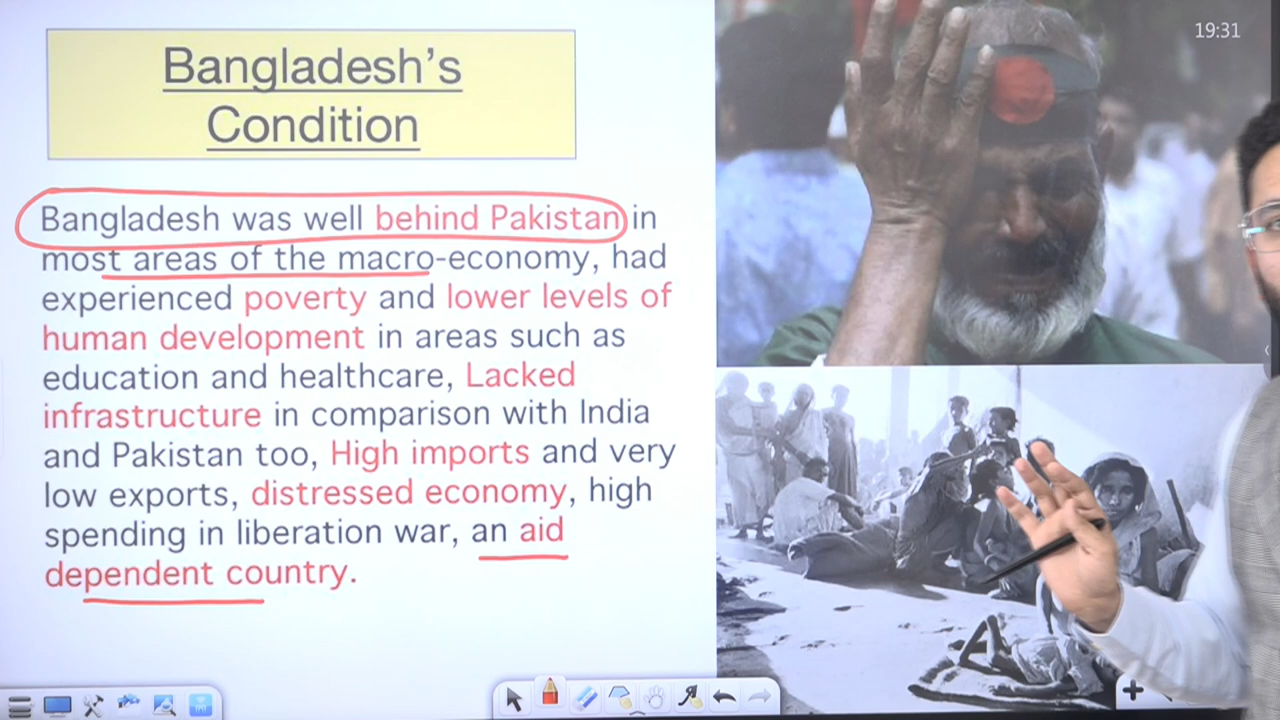 Bangladesh's
Condition
19:31
Bangladesh was well behind Pakistan in
most areas of the macro-economy, had
experienced poverty and lower levels of
human development in areas such as
education and healthcare, Lacked
infrastructure in comparison with India
and Pakistan too, High imports and very
low exports, distressed economy, high
spending in liberation war, an aid
dependent country.